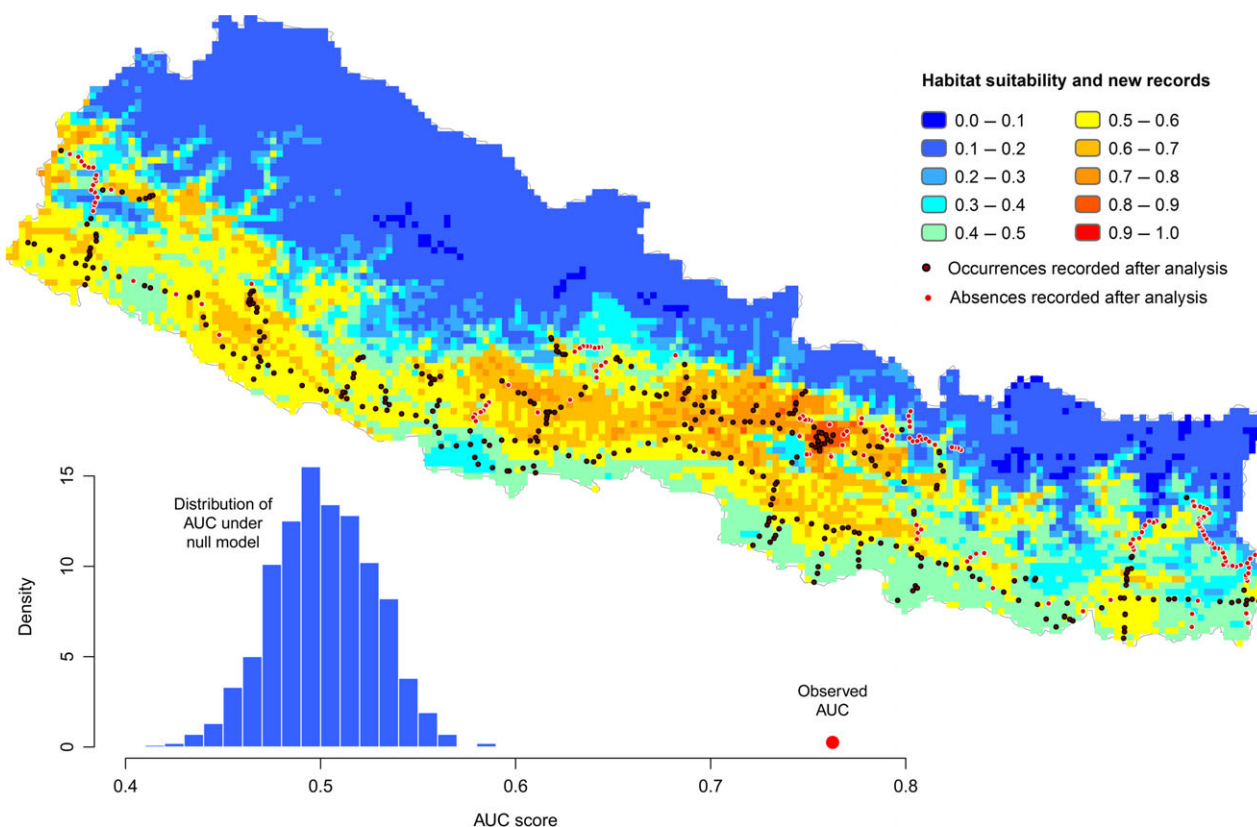 Habitat suitability and new records
0.0 – 0.1
0.5 – 0.6
0.1 – 0.2
0.6 – 0.7
0.2 – 0.3
0.7 – 0.8
0.3 – 0.4
0.8 – 0.9
0.4 – 0.5
0.9 – 1.0
Occurrences recorded after analysis
Absences recorded after analysis
Distribution of
AUC under
null model
Observed
AUC
15
10
5
0
Density
0.4
0.5
0.6
0.7
0.8
AUC score